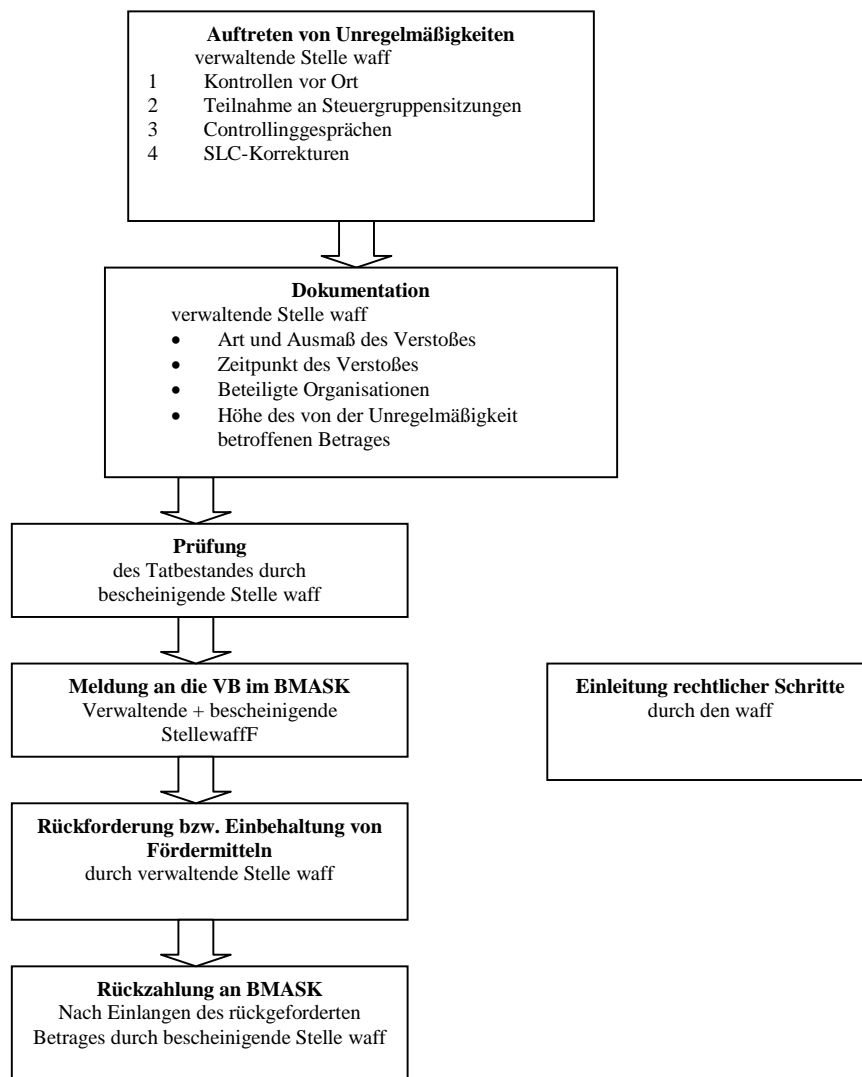 Auftreten von Unregelmäßigkeiten
verwaltende Stelle waff
1 Kontrollen vor Ort
2 Teilnahme an Steuergruppensitzungen
3 Controllinggesprächen
4 SLC-Korrekturen
Dokumentation
verwaltende Stelle waff
• Art und Ausmaß des Verstoßes
• Zeitpunkt des Verstoßes
• Beteiligte Organisationen
• Höhe des von der Unregelmäßigkeit
betroffenen Betrages
Prüfung
des Tatbestandes durch
bescheinigende Stelle waff
Meldung an die VB im BMASK
Verwaltende + bescheinigende
StellewaffF
Einleitung rechtlicher Schritte
durch den waff
Rückforderung bzw. Einbehaltung von
Fördermitteln
durch verwaltende Stelle waff
Rückzahlung an BMASK
Nach Einlangen des rückgeforderten
Betrages durch bescheinigende Stelle waff